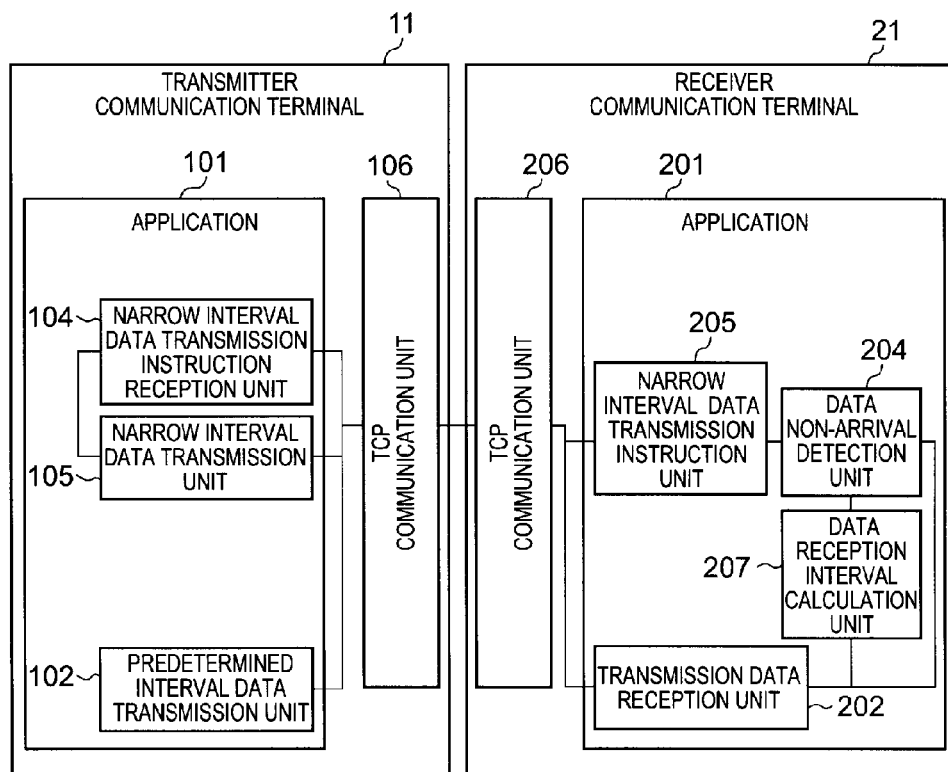 11
TRANSMITTER
COMMUNICATION TERMINAL
101
106
APPLICATION
104
NARROW INTERVAL
DATA TRANSMISSION
INSTRUCTION
RECEPTION UNIT
NARROW INTERVAL
DATA TRANSMISSION
UNIT
105
102
PREDETERMINED
INTERVAL DATA
TRANSMISSION UNIT
TCP
COMMUNICATION UNIT
21
RECEIVER
COMMUNICATION TERMINAL
206
201
TCP
COMMUNICATION UNIT
APPLICATION
205
NARROW
INTERVAL DATA
TRANSMISSION
INSTRUCTION
UNIT
204
DATA
NON-ARRIVAL
DETECTION
UNIT
207
DATA
RECEPTION
INTERVAL
CALCULATION
UNIT
TRANSMISSION DATA
RECEPTION UNIT
202